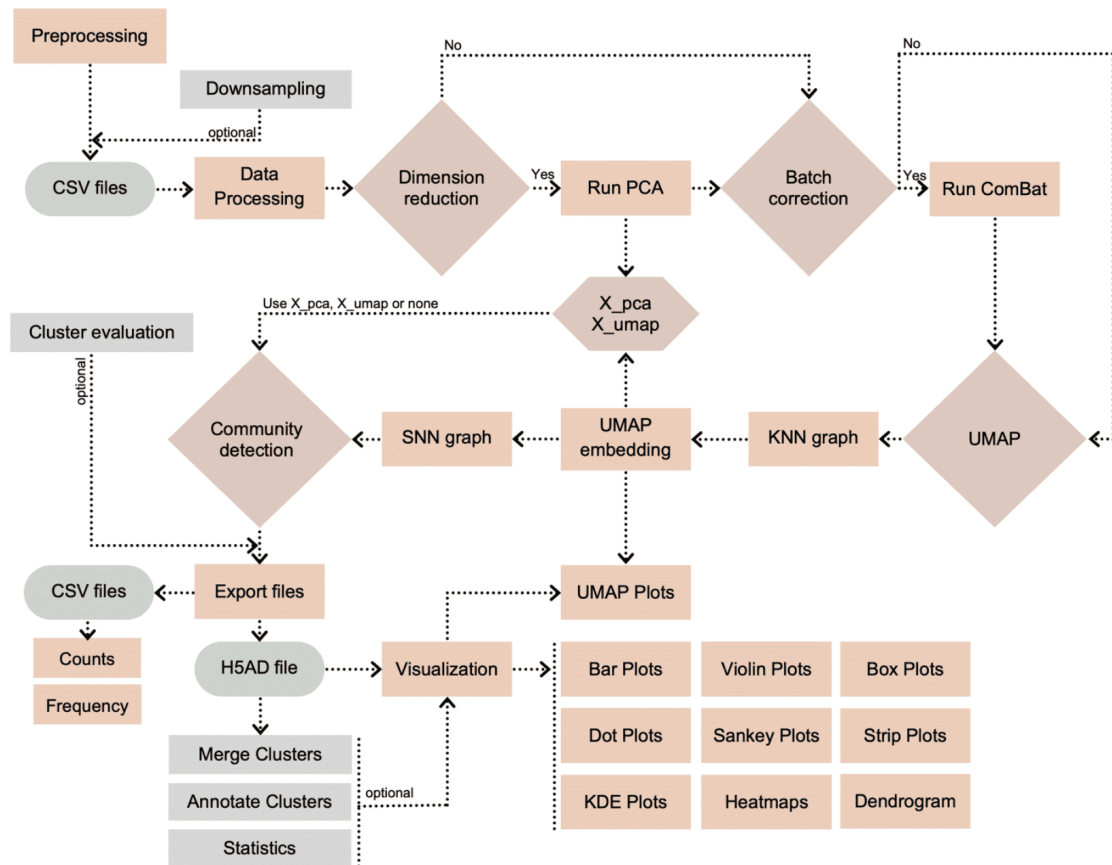 Preprocessing
No
No
Downsampling
optional
CSV files
Data
Processing
Dimension
reduction
Yes
Run PCA
Batch
correction
Yes
Run ComBat
Use X_pca, X_umap or none
X_pca
X_umap
Cluster evaluation
optional
Community
detection
SNN graph
UMAP
embedding
KNN graph
UMAP
CSV files
Export files
UMAP Plots
Counts
Frequency
H5AD file
Visualization
Bar Plots
Violin Plots
Box Plots
Dot Plots
Sankey Plots
Strip Plots
KDE Plots
Heatmaps
Dendrogram
Merge Clusters
Annotate Clusters
Statistics
optional